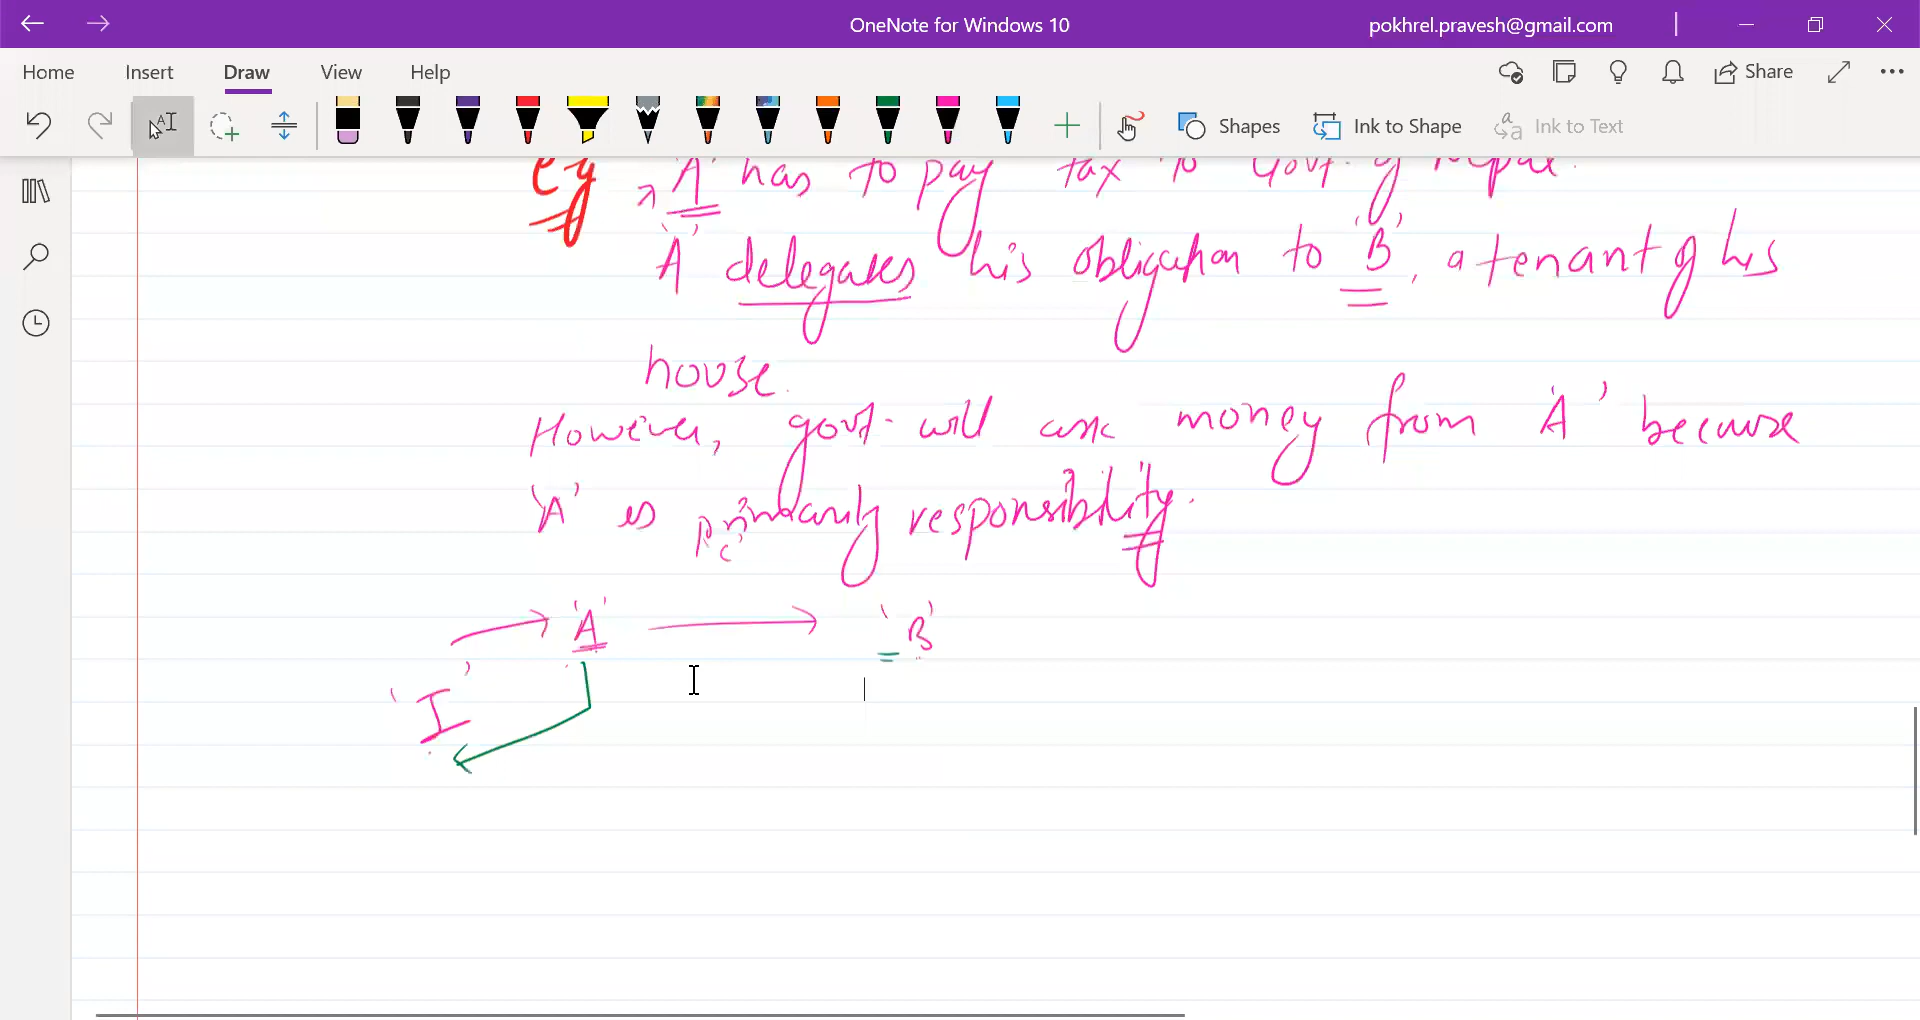 OneNote for Windows 10
pokhrel.pravesh@gmail.com
Home Insert Draw View Help
Share
Shapes Ink to Shape Ink to Text
eg → 'A' has to pay tax to Govt. of Nepal.
'A' delegates his obligation to 'B', a tenant of his
house.
However, govt. will ask money from 'A' because
'A' is primarily responsibility.
'A' → 'B'
'I'